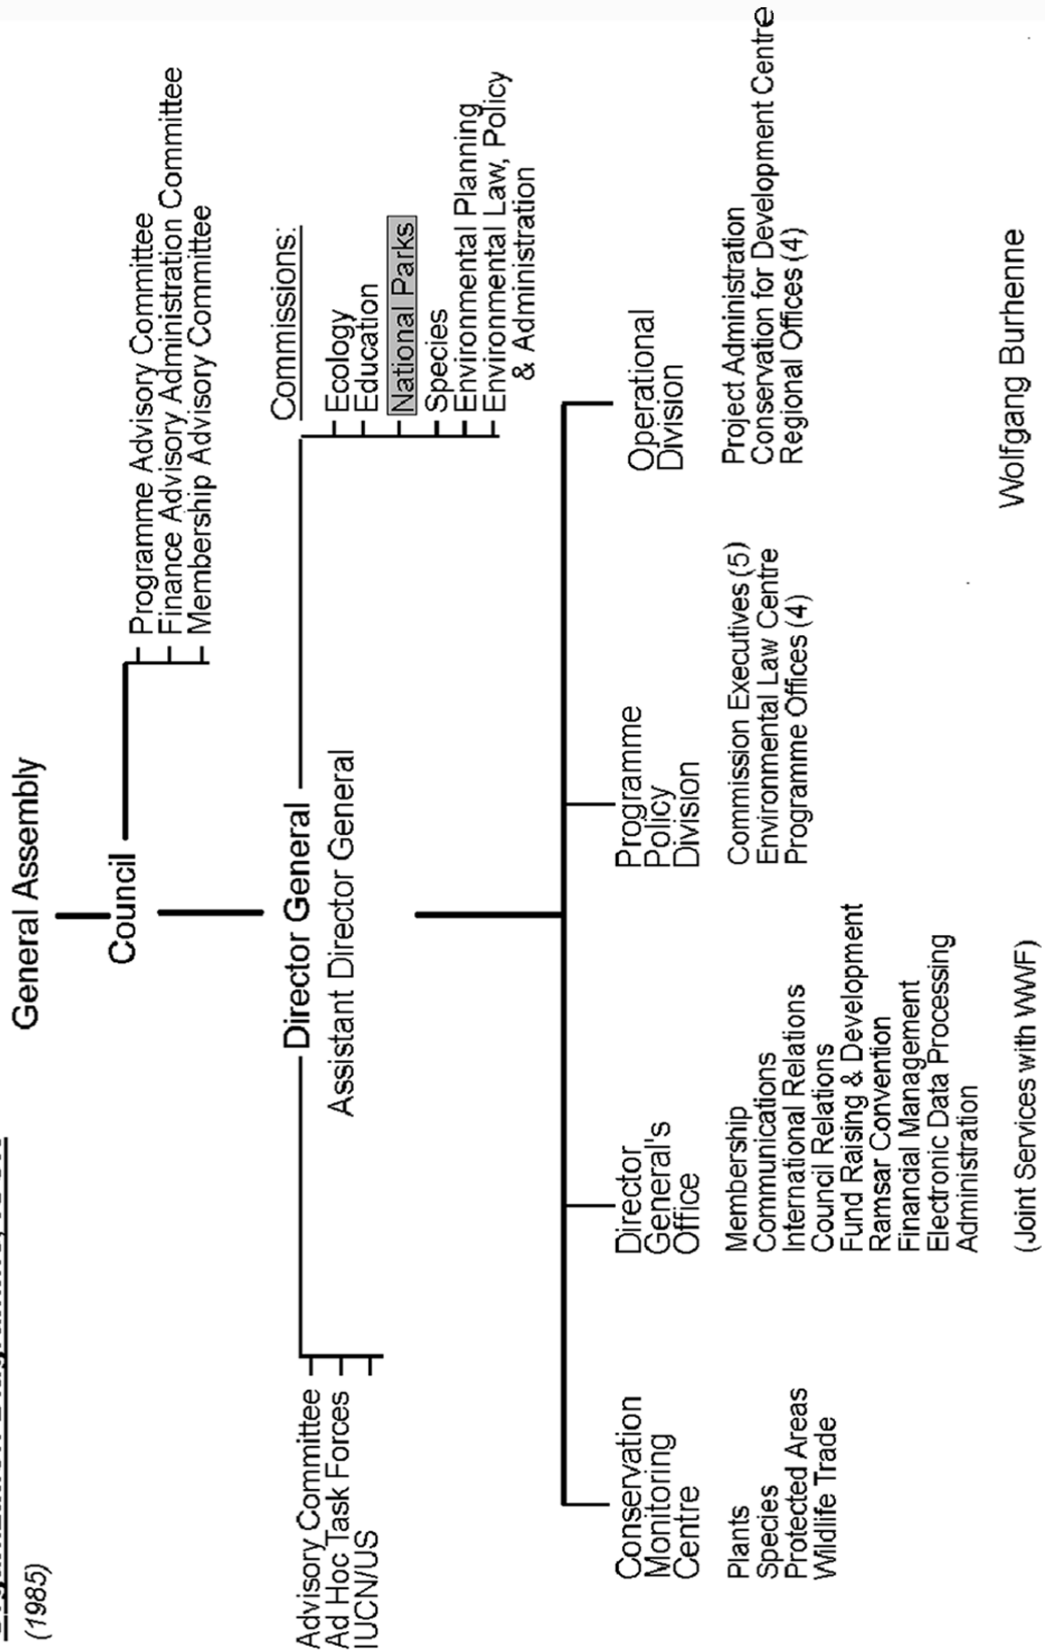 (1985)
General Assembly
Council
Programme Advisory Committee
Finance Advisory Administration Committee
Membership Advisory Committee
Director General
Assistant Director General
Advisory Committee
Ad Hoc Task Forces
IUCN/US
Commissions:
Ecology
Education
National Parks
Species
Environmental Planning
Environmental Law, Policy
& Administration
Conservation
Monitoring
Centre
Plants
Species
Protected Areas
Wildlife Trade
Director
General's
Office
Membership
Communications
International Relations
Council Relations
Fund Raising & Development
Ramsar Convention
Financial Management
Electronic Data Processing
Administration
(Joint Services with WWF)
Programme
Policy
Division
Commission Executives (5)
Environmental Law Centre
Programme Offices (4)
Operational
Division
Project Administration
Conservation for Development Centre
Regional Offices (4)
Wolfgang Burhenne